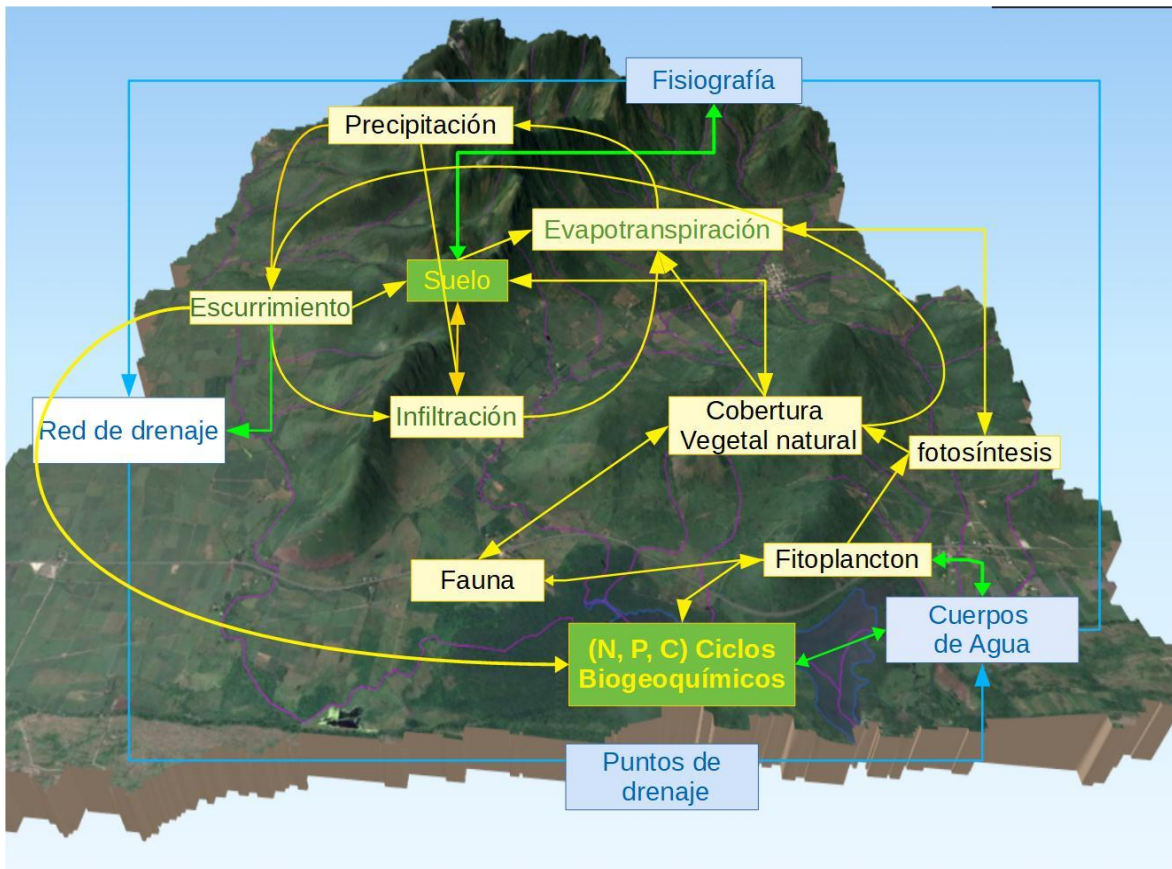 Fisiografía
Precipitación
Evapotranspiración
Suelo
Escurrimiento
Red de drenaje
Infiltración
Cobertura
Vegetal natural
fotosíntesis
Fauna
Fitoplancton
Cuerpos
de Agua
(N, P, C) Ciclos
Biogeoquímicos
Puntos de
drenaje